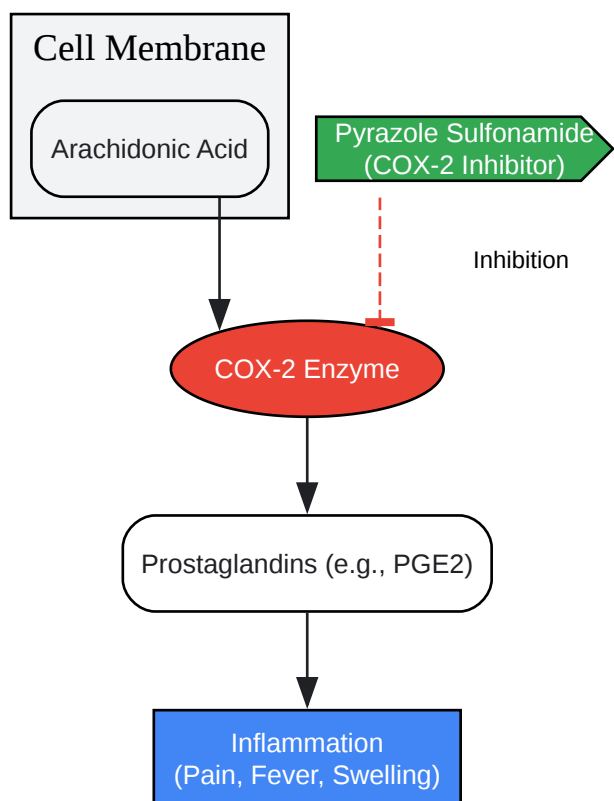 Cell Membrane
Arachidonic Acid
Pyrazole Sulfonamide
(COX-2 Inhibitor)
Inhibition
COX-2 Enzyme
Prostaglandins (e.g., PGE2)
Inflammation
(Pain, Fever, Swelling)